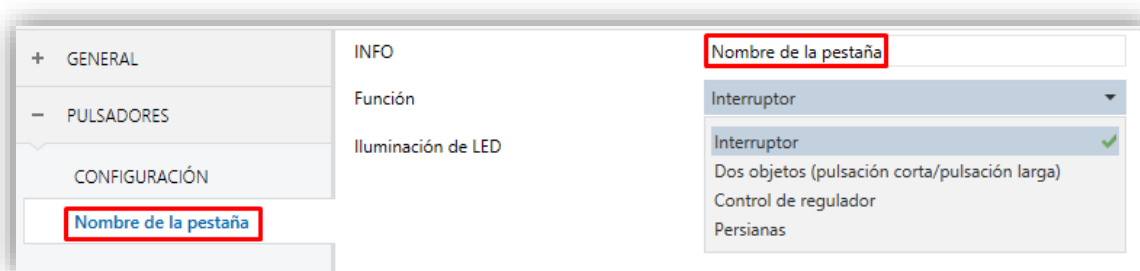 + GENERAL
− PULSADORES
CONFIGURACIÓN
Nombre de la pestaña
INFO
Nombre de la pestaña
Función
Interruptor
Iluminación de LED
Interruptor
Dos objetos (pulsación corta/pulsación larga)
Control de regulador
Persianas